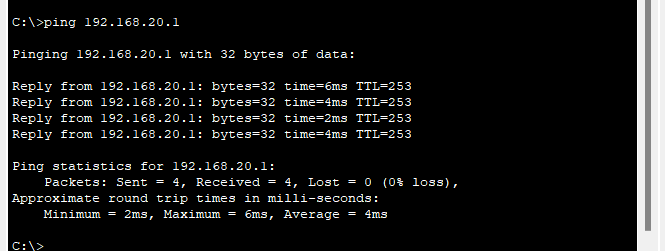 C:\>ping 192.168.20.1
Pinging 192.168.20.1 with 32 bytes of data:
Reply from 192.168.20.1: bytes=32 time=6ms TTL=253
Reply from 192.168.20.1: bytes=32 time=4ms TTL=253
Reply from 192.168.20.1: bytes=32 time=2ms TTL=253
Reply from 192.168.20.1: bytes=32 time=4ms TTL=253
Ping statistics for 192.168.20.1:
Packets: Sent = 4, Received = 4, Lost = 0 (0% loss),
Approximate round trip times in milli-seconds:
Minimum = 2ms, Maximum = 6ms, Average = 4ms
C:\>